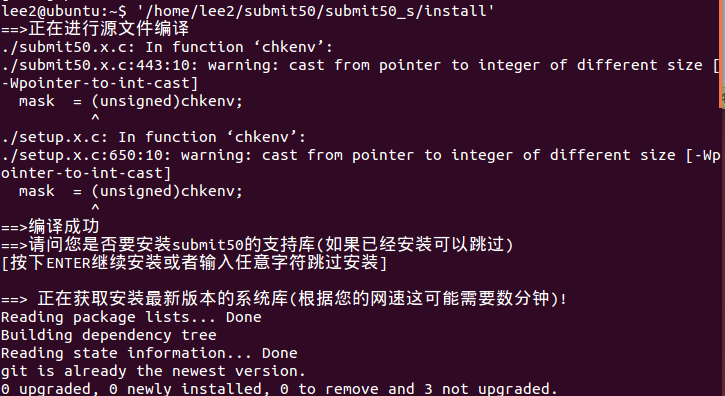 lee2@ubuntu:~$ '/home/lee2/submit50/submit50_s/install'
==>正在进行源文件编译
./submit50.x.c: In function ‘chkenv’:
./submit50.x.c:443:10: warning: cast from pointer to integer of different size [
-Wpointer-to-int-cast]
  mask  = (unsigned)chkenv;
          ^
./setup.x.c: In function ‘chkenv’:
./setup.x.c:650:10: warning: cast from pointer to integer of different size [-Wp
ointer-to-int-cast]
  mask  = (unsigned)chkenv;
          ^
==>编译成功
==>请问您是否要安装submit50的支持库(如果已经安装可以跳过)
[按下ENTER继续安装或者输入任意字符跳过安装]
==> 正在获取安装最新版本的系统库(根据您的网速这可能需要数分钟)!
Reading package lists... Done
Building dependency tree
Reading state information... Done
git is already the newest version.
0 upgraded, 0 newly installed, 0 to remove and 3 not upgraded.